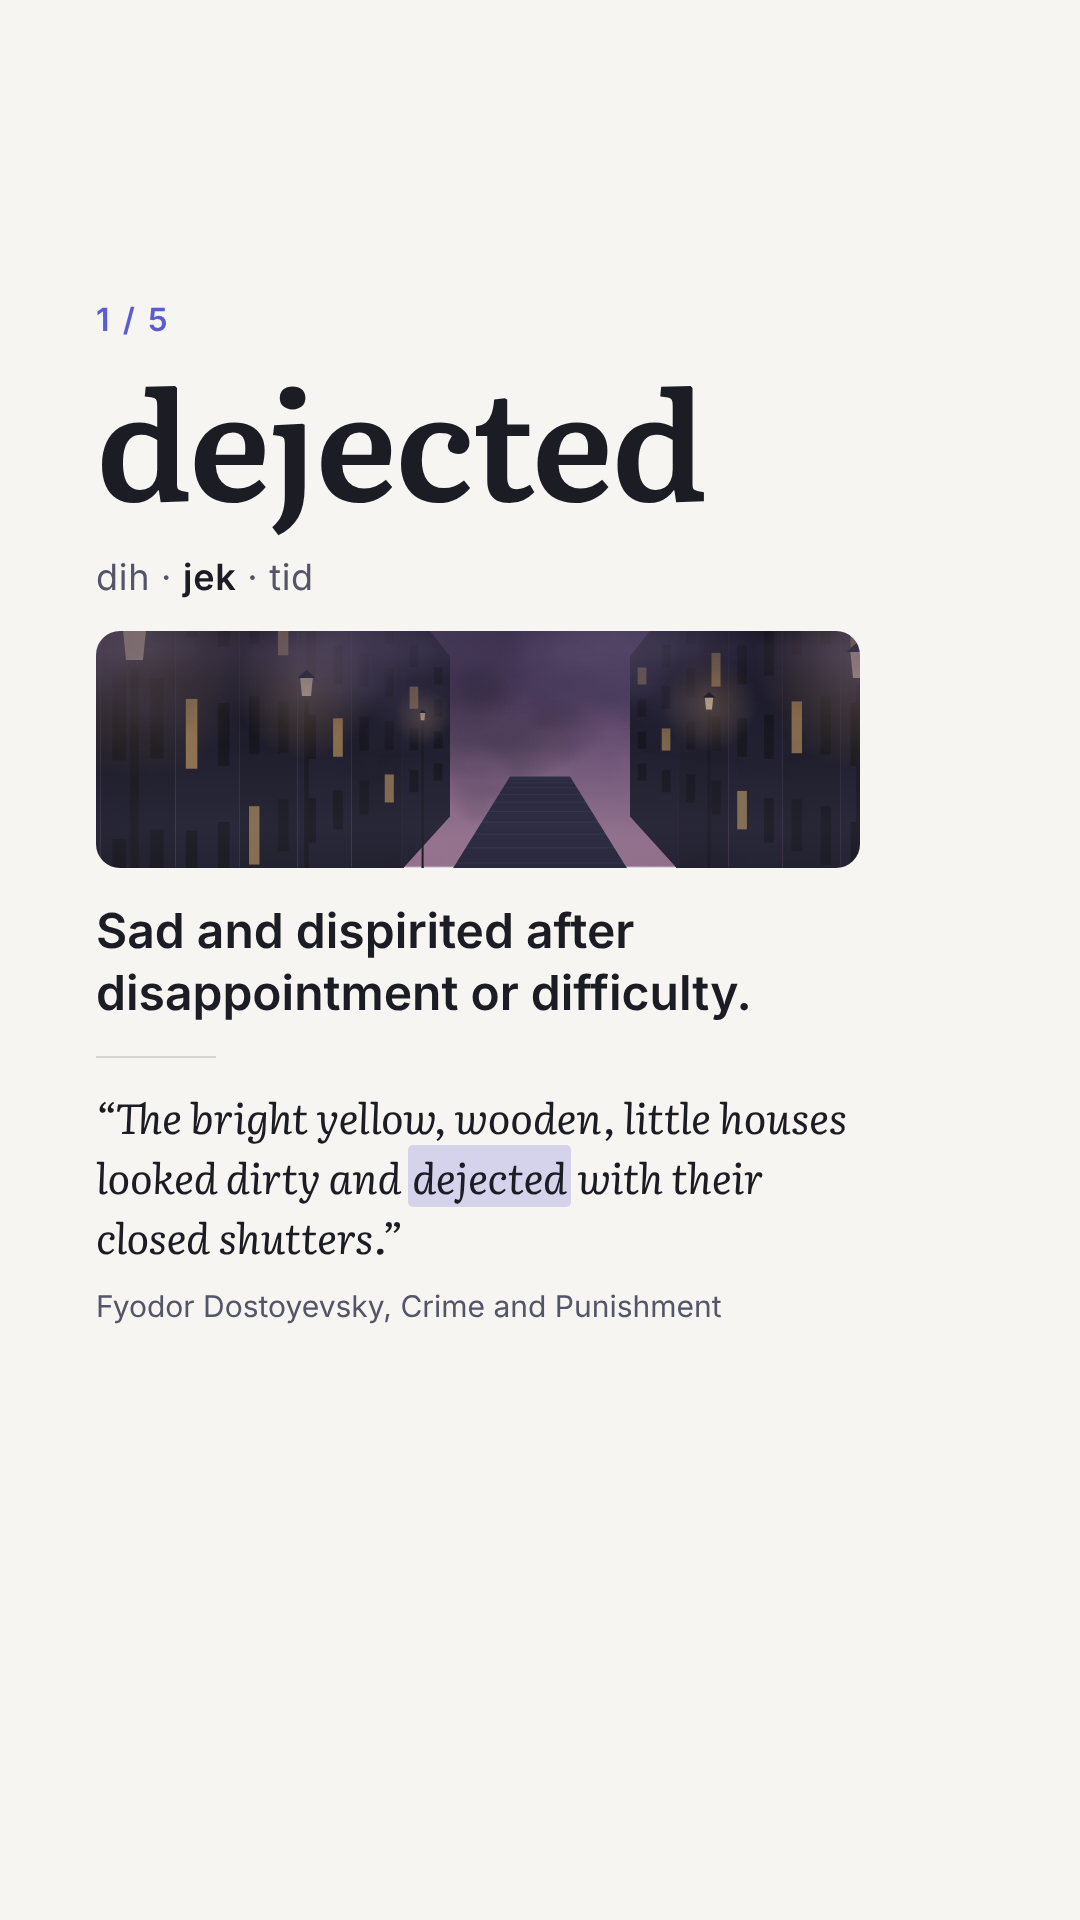 1 / 5
dejected
dih · jek · tid
Sad and dispirited after
disappointment or difficulty.
“The bright yellow, wooden, little houses
looked dirty and dejected with their
closed shutters.”
Fyodor Dostoyevsky, Crime and Punishment